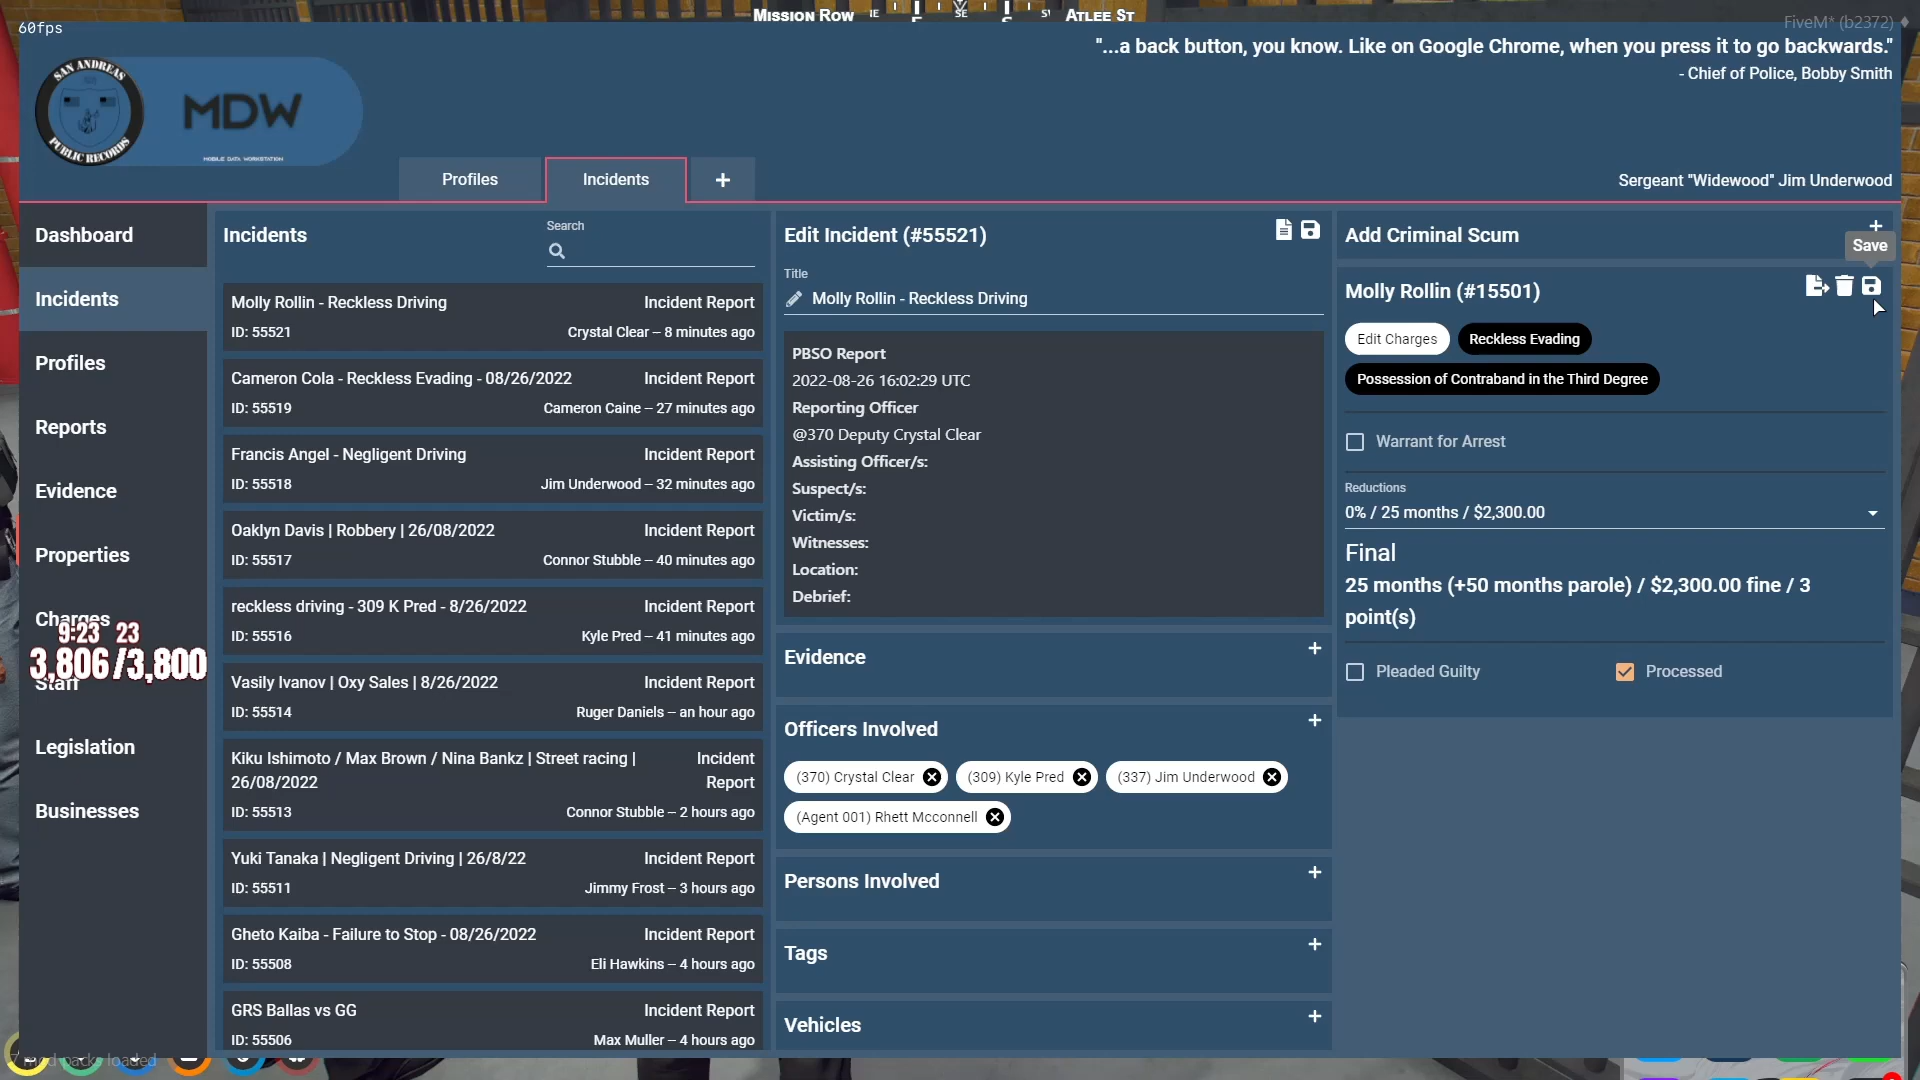 60fps
MISSION ROW
SE
ATLEE ST
FiveM* (b2372)
"...a back button, you know. Like on Google Chrome, when you press it to go backwards."
- Chief of Police, Bobby Smith
SAN ANDREAS
PUBLIC RECORDS
MDW
MOBILE DATA WORKSTATION
Profiles
Incidents
+
Sergeant "Widewood" Jim Underwood
Dashboard
Incidents
Profiles
Reports
Evidence
Properties
Charges
9:23 23
3,806/3,800
Staff
Legislation
Businesses
Incidents
Search
Molly Rollin - Reckless Driving
Incident Report
ID: 55521
Crystal Clear – 8 minutes ago
Cameron Cola - Reckless Evading - 08/26/2022
Incident Report
ID: 55519
Cameron Caine – 27 minutes ago
Francis Angel - Negligent Driving
Incident Report
ID: 55518
Jim Underwood – 32 minutes ago
Oaklyn Davis | Robbery | 26/08/2022
Incident Report
ID: 55517
Connor Stubble – 40 minutes ago
reckless driving - 309 K Pred - 8/26/2022
Incident Report
ID: 55516
Kyle Pred – 41 minutes ago
Vasily Ivanov | Oxy Sales | 8/26/2022
Incident Report
ID: 55514
Ruger Daniels – an hour ago
Kiku Ishimoto / Max Brown / Nina Bankz | Street racing |
26/08/2022
Incident
Report
ID: 55513
Connor Stubble – 2 hours ago
Yuki Tanaka | Negligent Driving | 26/8/22
Incident Report
ID: 55511
Jimmy Frost – 3 hours ago
Gheto Kaiba - Failure to Stop - 08/26/2022
Incident Report
ID: 55508
Eli Hawkins – 4 hours ago
GRS Ballas vs GG
Incident Report
ID: 55506
Max Muller – 4 hours ago
Edit Incident (#55521)
Title
Molly Rollin - Reckless Driving
PBSO Report
2022-08-26 16:02:29 UTC
Reporting Officer
@370 Deputy Crystal Clear
Assisting Officer/s:
Suspect/s:
Victim/s:
Witnesses:
Location:
Debrief:
Evidence
+
Officers Involved
+
(370) Crystal Clear
(309) Kyle Pred
(337) Jim Underwood
(Agent 001) Rhett Mcconnell
Persons Involved
+
Tags
+
Vehicles
+
Add Criminal Scum
+
Save
Molly Rollin (#15501)
Edit Charges
Reckless Evading
Possession of Contraband in the Third Degree
Warrant for Arrest
Reductions
0% / 25 months / $2,300.00
Final
25 months (+50 months parole) / $2,300.00 fine / 3
point(s)
Pleaded Guilty
Processed